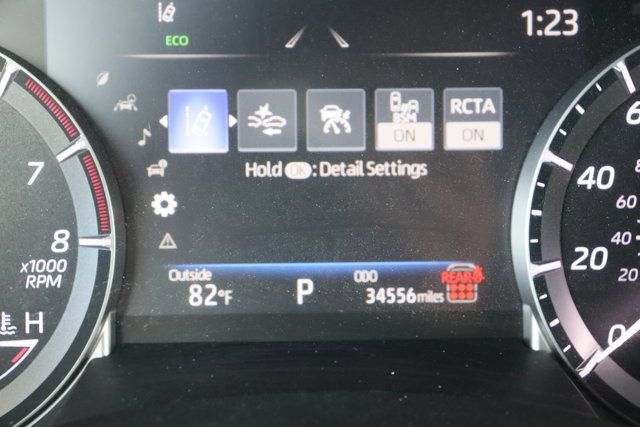 1:23
ECO
BSM RCTA
ON ON
Hold OK : Detail Settings
7
8
x1000
RPM
H
Outside ODO REAR
82°F P 34556 miles
40
20
0
60
40
20